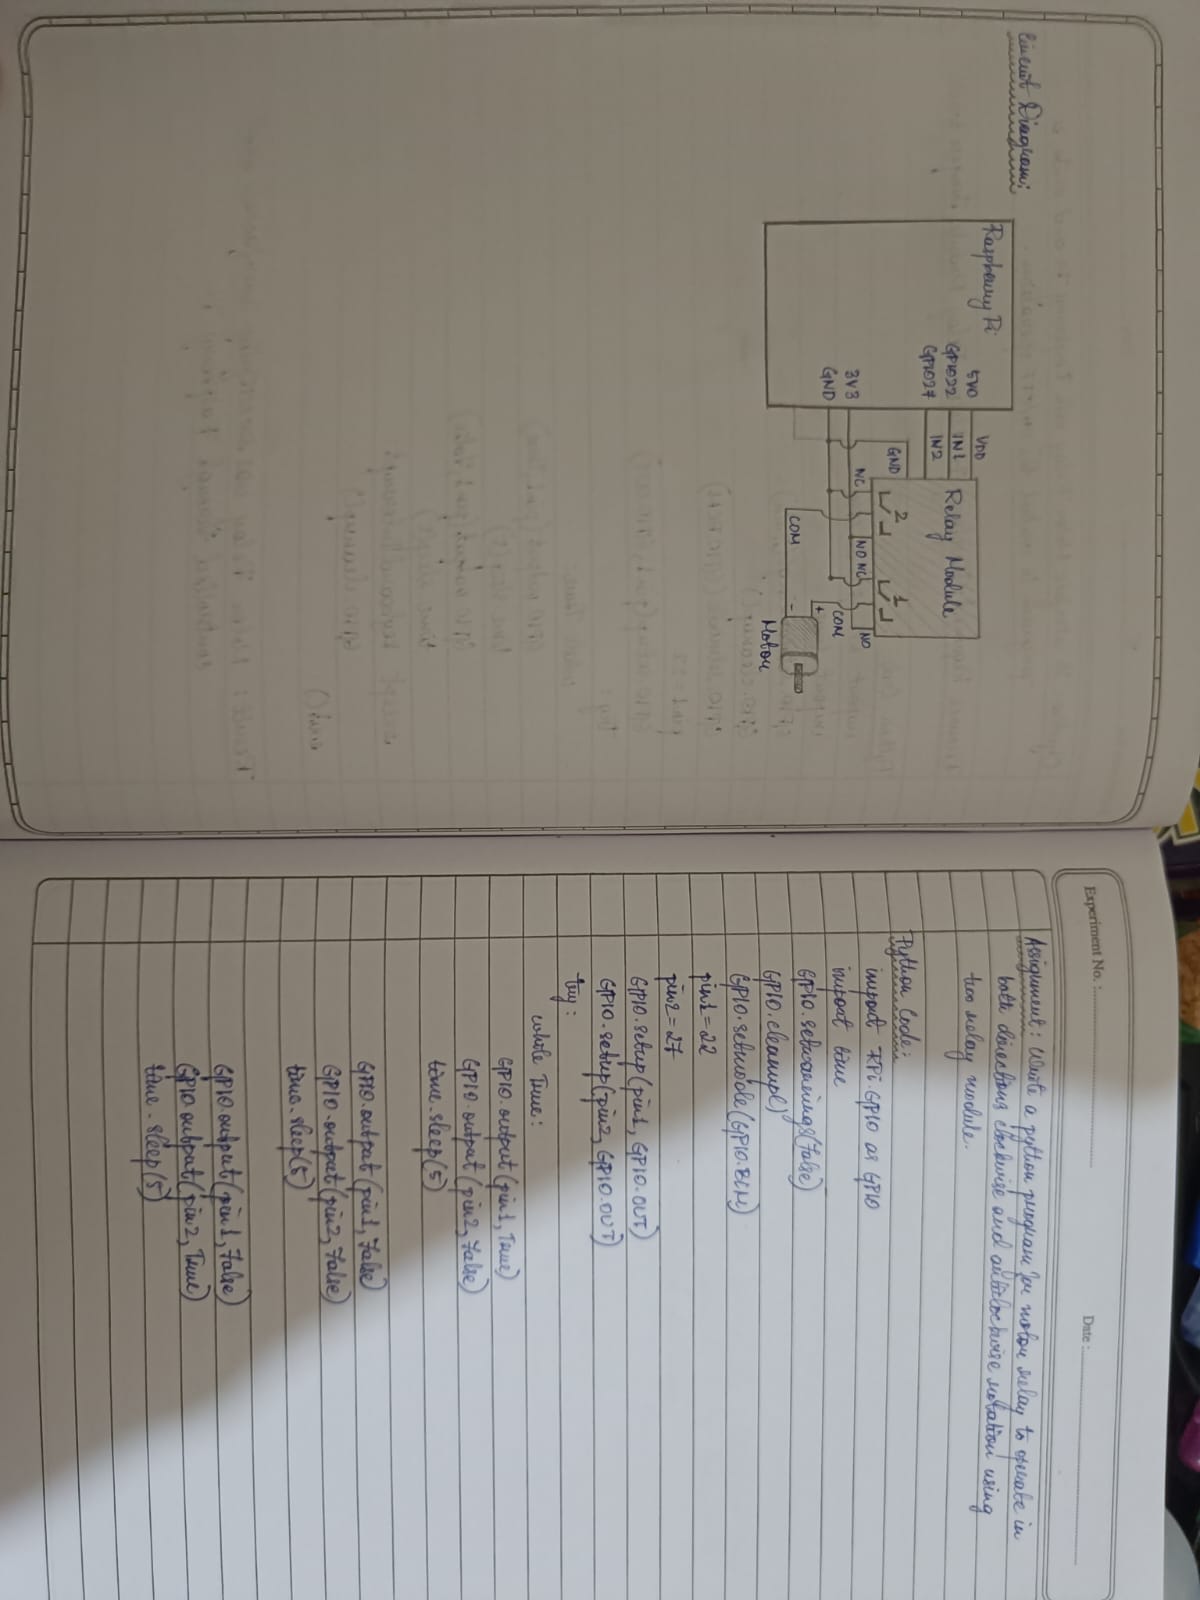 Circuit Diagram:
Raspberry Pi
5V0
GPIO22
GPIO27
3V3
GND
VDD
IN1
IN2
GND
Relay Module
2
1
NC
NO
NC
NO
COM
COM
+
-
Motor
Experiment No. :
Date :
Assignment: Write a python program for motor relay to operate in
both directions clockwise and anticlockwise rotation using
two relay module.
Python Code:
import RPi.GPIO as GPIO
import time
GPIO.setwarnings(False)
GPIO.cleanup()
GPIO.setmode(GPIO.BCM)
pin1 = 22
pin2 = 27
GPIO.setup(pin1, GPIO.OUT)
GPIO.setup(pin2, GPIO.OUT)
try:
while True:
GPIO.output(pin1, True)
GPIO.output(pin2, False)
time.sleep(5)
GPIO.output(pin1, False)
GPIO.output(pin2, False)
time.sleep(5)
GPIO.output(pin1, False)
GPIO.output(pin2, True)
time.sleep(5)